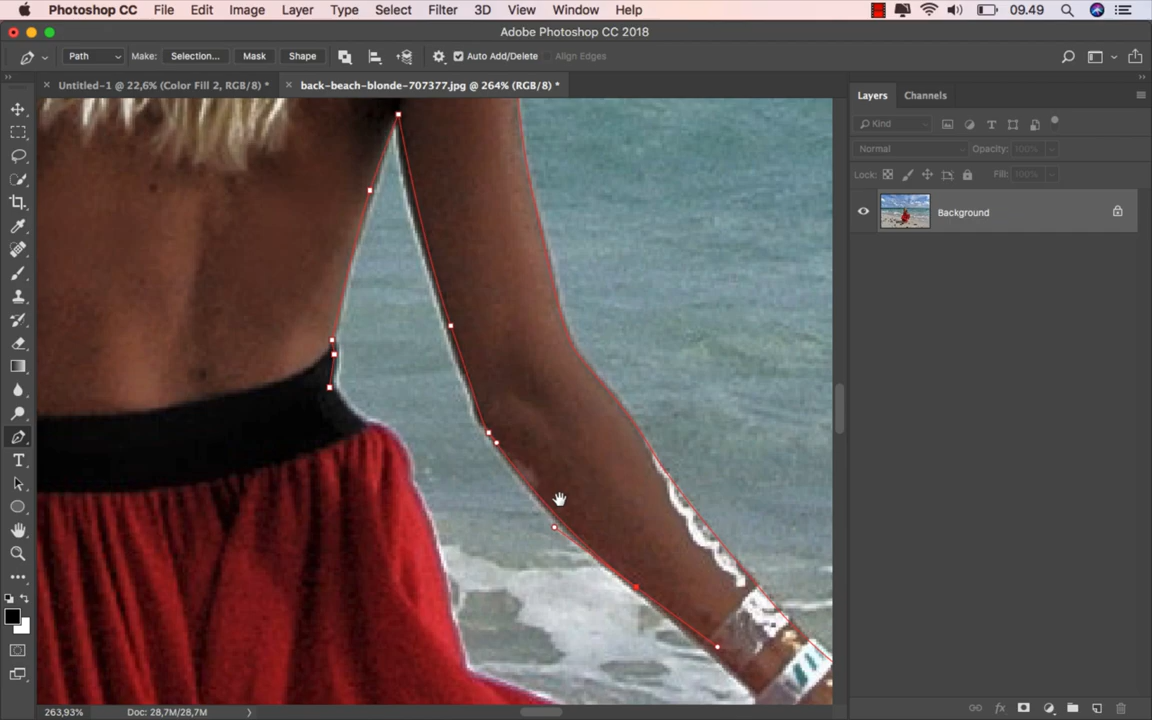 Photoshop CC File Edit Image Layer Type Select Filter 3D View Window Help 09.49
Adobe Photoshop CC 2018
Path Make: Selection... Mask Shape Auto Add/Delete Align Edges
Untitled-1 @ 22,6% (Color Fill 2, RGB/8) * back-beach-blonde-707377.jpg @ 264% (RGB/8) *
Layers Channels
Kind
Normal Opacity: 100%
Lock: Fill: 100%
Background
263,93% Doc: 28,7M/28,7M